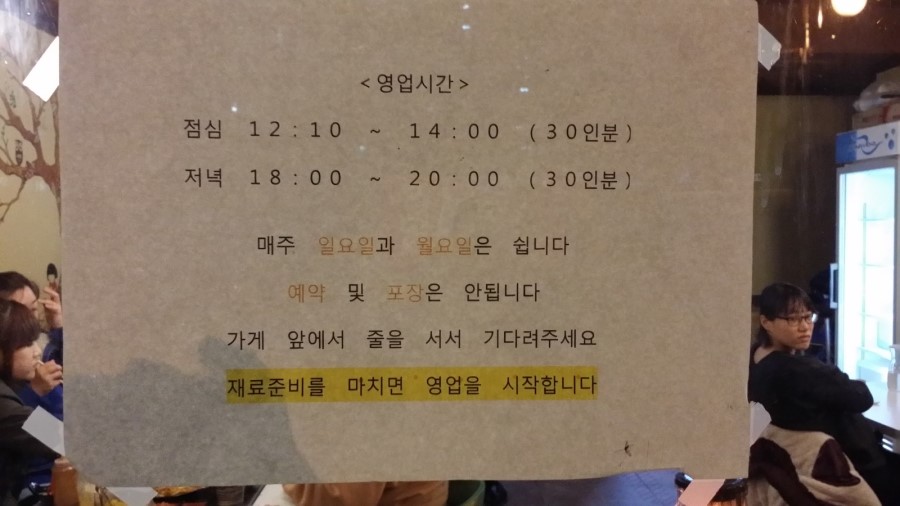 <영업시간>
점심 12:10 ~ 14:00 (30인분)
저녁 18:00 ~ 20:00 (30인분)
매주 일요일과 월요일은 쉽니다
예약 및 포장은 안됩니다
가게 앞에서 줄을 서서 기다려주세요
재료준비를 마치면 영업을 시작합니다